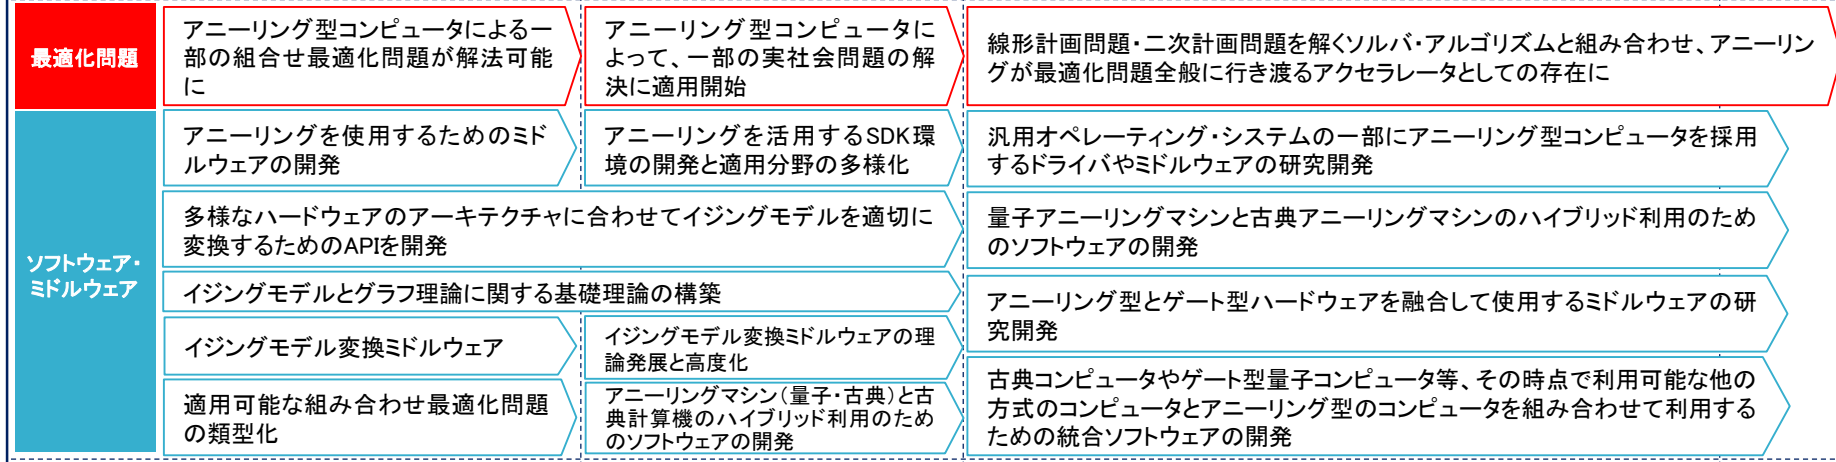 最適化問題
アニーリング型コンピュータによる一
部の組合せ最適化問題が解法可能
に
アニーリング型コンピュータに
よって、一部の実社会問題の解
決に適用開始
線形計画問題・二次計画問題を解くソルバ・アルゴリズムと組み合わせ、アニーリン
グが最適化問題全般に行き渡るアクセラレータとしての存在に
ソフトウェア・
ミドルウェア
アニーリングを使用するためのミド
ルウェアの開発
アニーリングを活用するSDK環
境の開発と適用分野の多様化
汎用オペレーティング・システムの一部にアニーリング型コンピュータを採用
するドライバやミドルウェアの研究開発
多様なハードウェアのアーキテクチャに合わせてイジングモデルを適切に
変換するためのAPIを開発
量子アニーリングマシンと古典アニーリングマシンのハイブリッド利用のため
のソフトウェアの開発
イジングモデルとグラフ理論に関する基礎理論の構築
アニーリング型とゲート型ハードウェアを融合して使用するミドルウェアの研
究開発
イジングモデル変換ミドルウェア
イジングモデル変換ミドルウェアの理
論発展と高度化
適用可能な組み合わせ最適化問題
の類型化
アニーリングマシン(量子・古典)と古
典計算機のハイブリッド利用のため
のソフトウェアの開発
古典コンピュータやゲート型量子コンピュータ等、その時点で利用可能な他の
方式のコンピュータとアニーリング型のコンピュータを組み合わせて利用する
ための統合ソフトウェアの開発